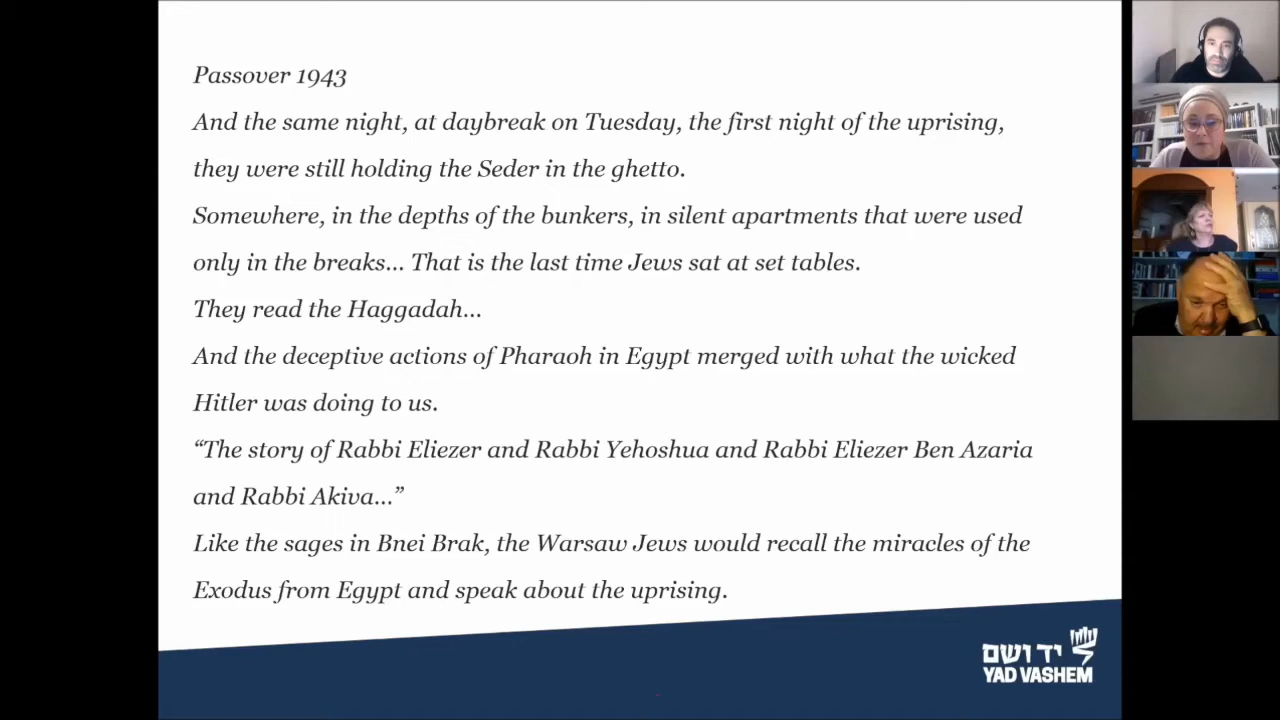 Passover 1943
And the same night, at daybreak on Tuesday, the first night of the uprising,
they were still holding the Seder in the ghetto.
Somewhere, in the depths of the bunkers, in silent apartments that were used
only in the breaks... That is the last time Jews sat at set tables.
They read the Haggadah...
And the deceptive actions of Pharaoh in Egypt merged with what the wicked
Hitler was doing to us.
“The story of Rabbi Eliezer and Rabbi Yehoshua and Rabbi Eliezer Ben Azaria
and Rabbi Akiva...”
Like the sages in Bnei Brak, the Warsaw Jews would recall the miracles of the
Exodus from Egypt and speak about the uprising.
יד ושם
YAD VASHEM